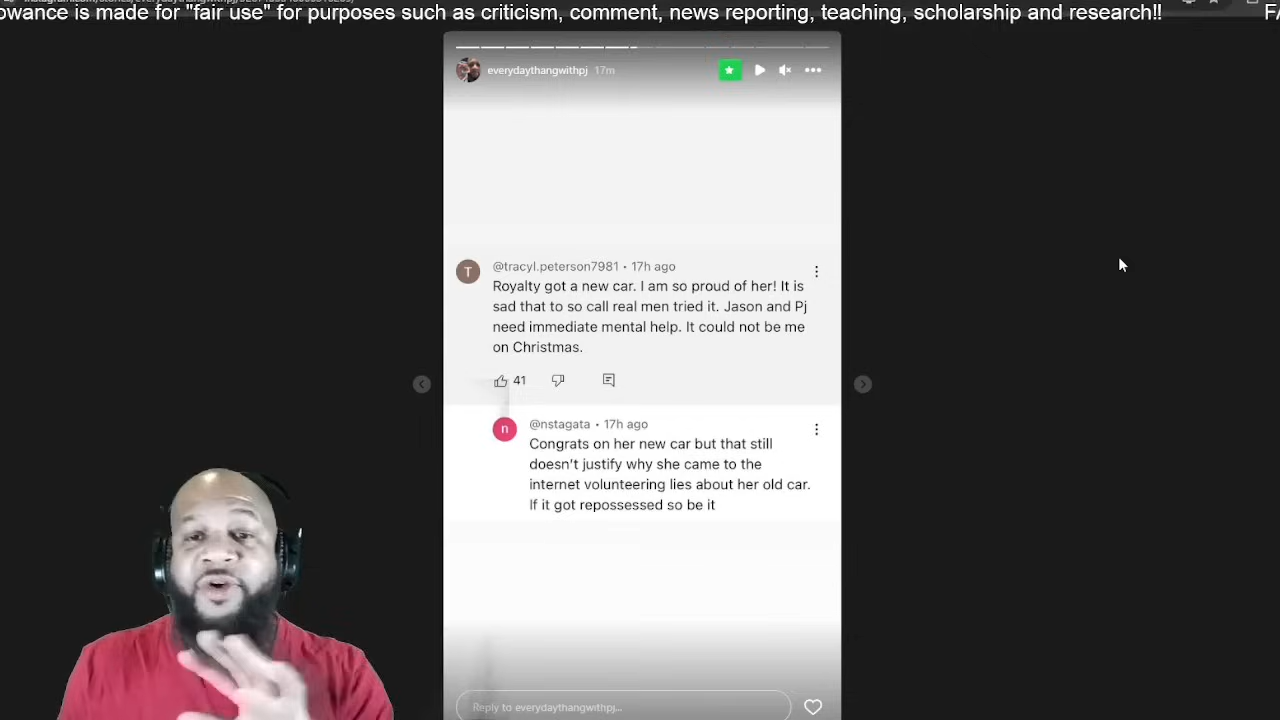 owance is made for "fair use" for purposes such as criticism, comment, news reporting, teaching, scholarship and research!!
everydaythangwithpj 17m
@tracyl.peterson7981 • 17h ago
Royalty got a new car. I am so proud of her! It is
sad that to so call real men tried it. Jason and Pj
need immediate mental help. It could not be me
on Christmas.
41
@nstagata • 17h ago
Congrats on her new car but that still
doesn't justify why she came to the
internet volunteering lies about her old car.
If it got repossessed so be it
Reply to everydaythangwithpj...
T
n